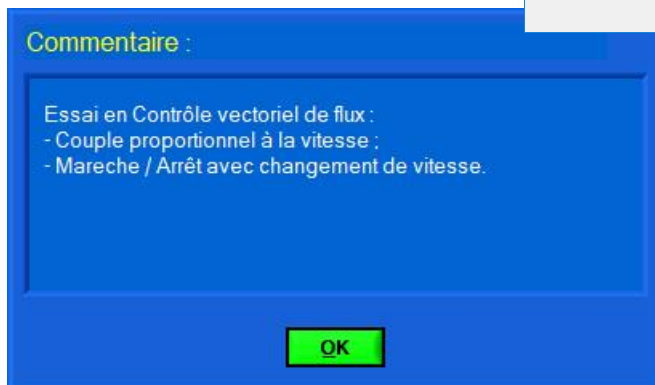 Commentaire :
Essai en Contrôle vectoriel de flux :
- Couple proportionnel à la vitesse ;
- Mareche / Arrêt avec changement de vitesse.
OK